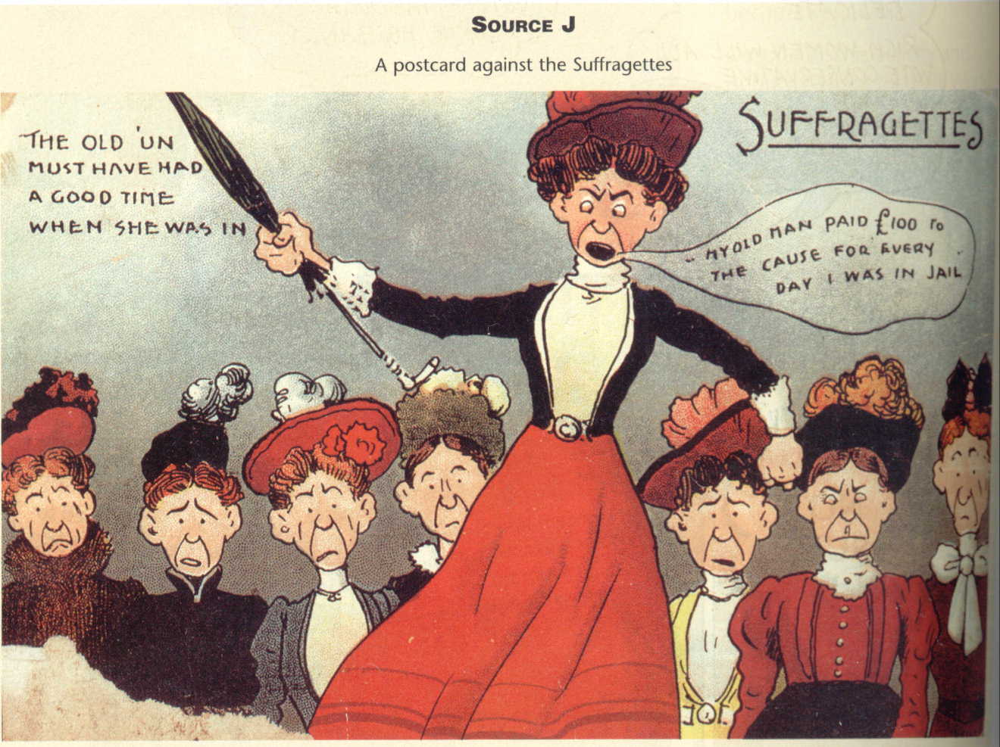 SOURCE J
A postcard against the Suffragettes
SUFFRAGETTES
THE OLD 'UN
MUST HAVE HAD
A GOOD TIME
WHEN SHE WAS IN
"MY OLD MAN PAID £100 TO
THE CAUSE FOR EVERY
DAY I WAS IN JAIL